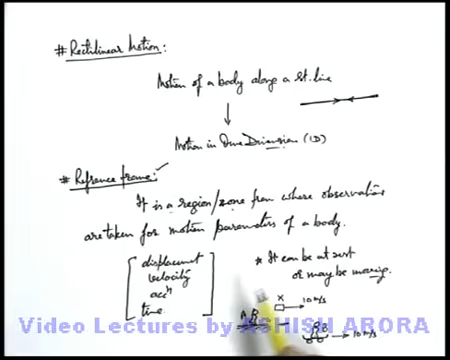 # Rectilinear Motion:
Motion of a body along a st. line
Motion in One Dimension (1D)
# Refrence frame:
It is a region/zone from where observations
are taken for motion parameters of a body.
displacement
velocity
accⁿ
time
* It can be at rest
or may be moving.
X
10 m/s
A
B
10 m/s
Video Lectures by ASHISH ARORA